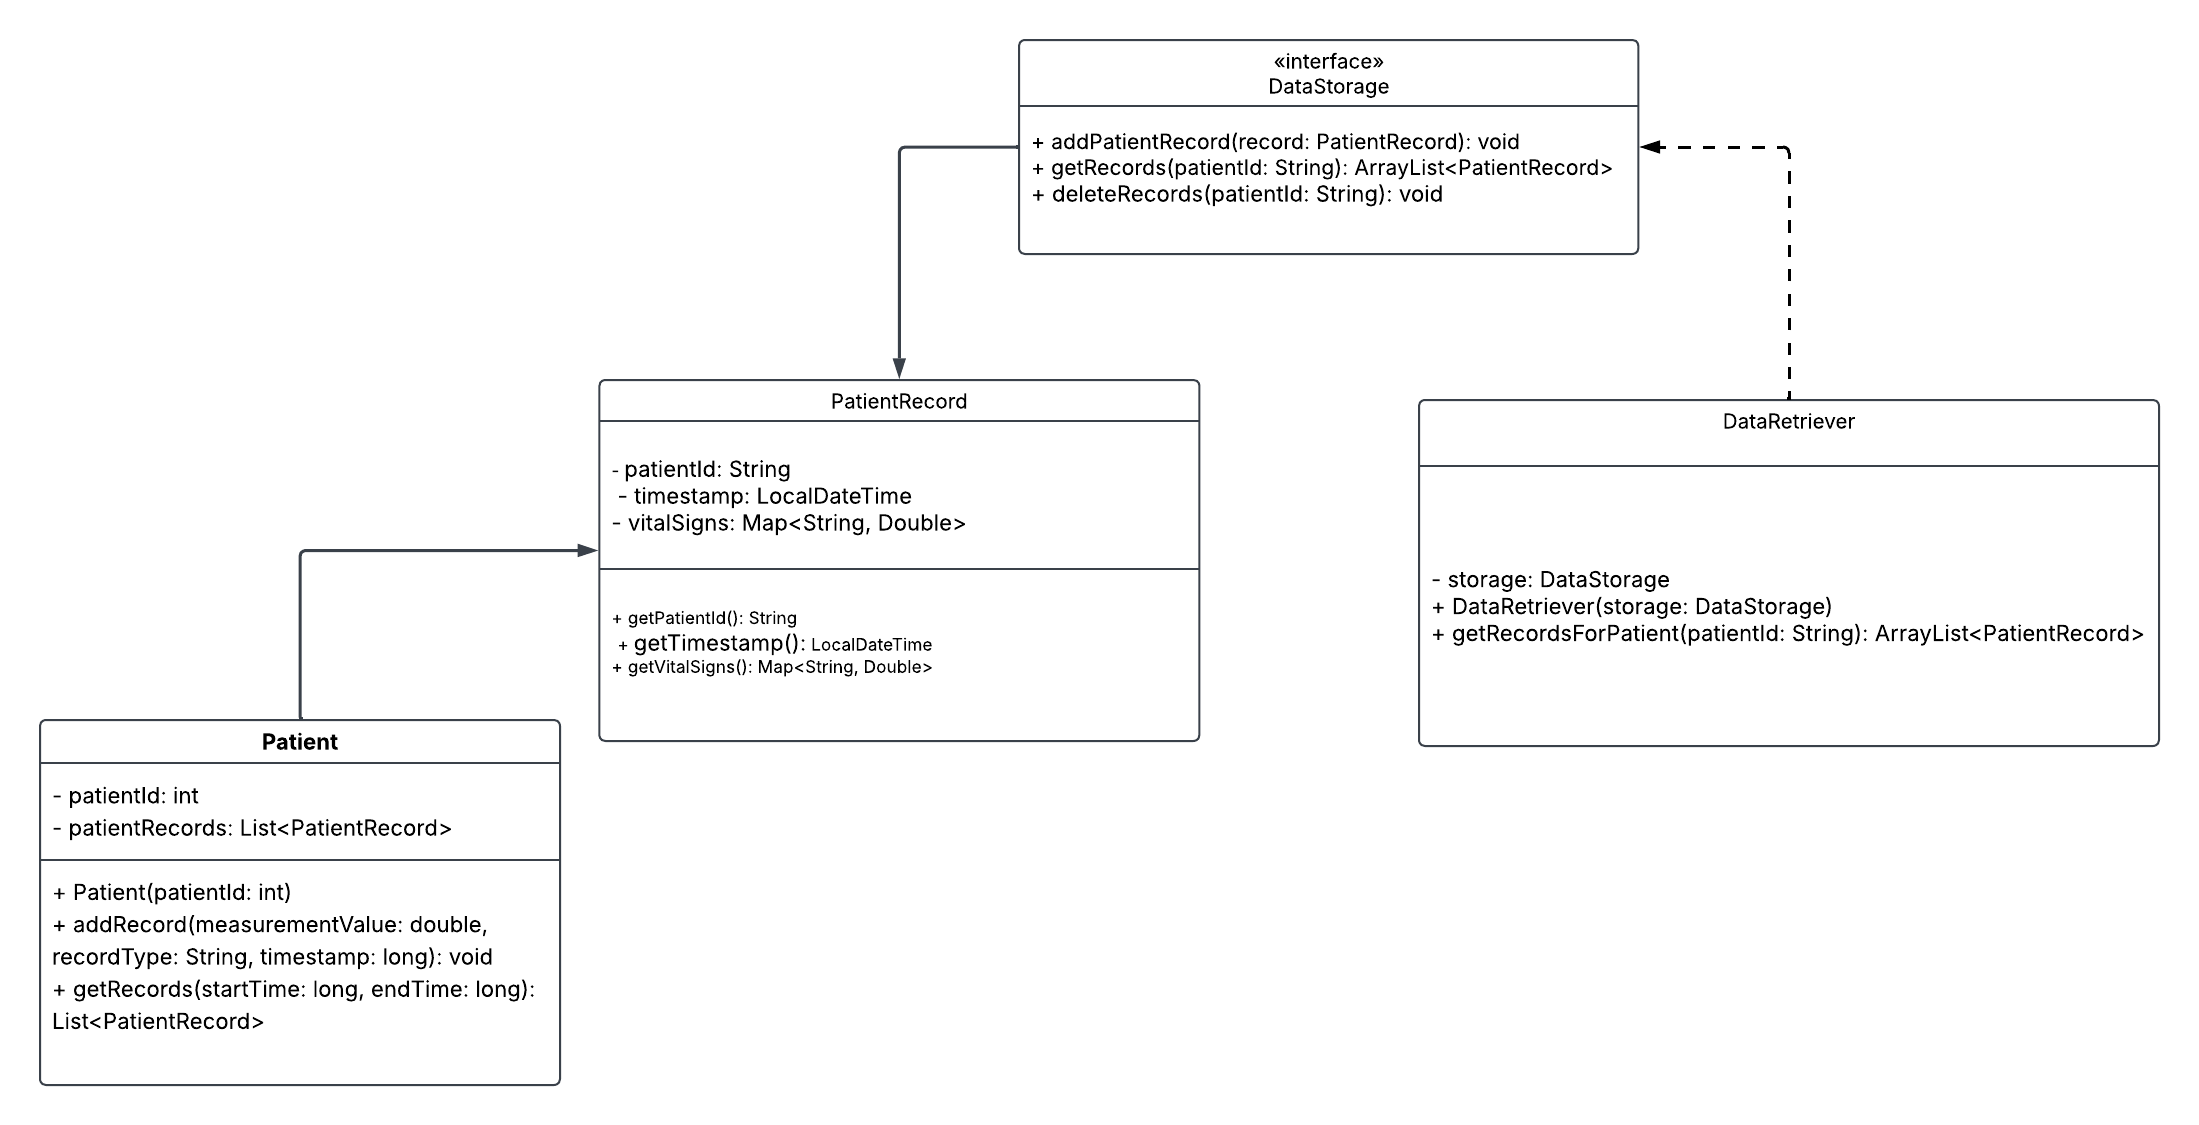 «interface»
DataStorage
+ addPatientRecord(record: PatientRecord): void
+ getRecords(patientId: String): ArrayList<PatientRecord>
+ deleteRecords(patientId: String): void
PatientRecord
- patientId: String
- timestamp: LocalDateTime
- vitalSigns: Map<String, Double>
+ getPatientId(): String
+ getTimestamp(): LocalDateTime
+ getVitalSigns(): Map<String, Double>
DataRetriever
- storage: DataStorage
+ DataRetriever(storage: DataStorage)
+ getRecordsForPatient(patientId: String): ArrayList<PatientRecord>
Patient
- patientId: int
- patientRecords: List<PatientRecord>
+ Patient(patientId: int)
+ addRecord(measurementValue: double,
recordType: String, timestamp: long): void
+ getRecords(startTime: long, endTime: long):
List<PatientRecord>